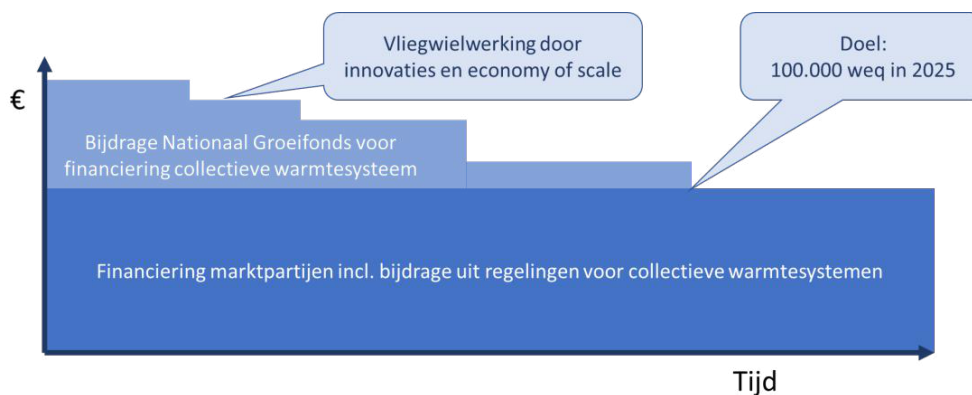 Vliegwielwerking door
innovaties en economy of scale
Doel:
100.000 weq in 2025
€
Bijdrage Nationaal Groeifonds voor
financiering collectieve warmtesysteem
Financiering marktpartijen incl. bijdrage uit regelingen voor collectieve warmtesystemen
Tijd